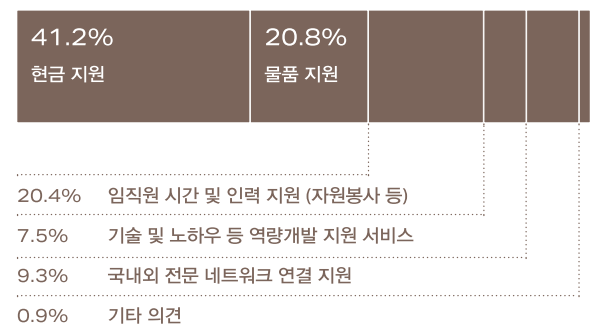 41.2%
현금 지원
20.8%
물품 지원
20.4% 임직원 시간 및 인력 지원 (자원봉사 등)
7.5% 기술 및 노하우 등 역량개발 지원 서비스
9.3% 국내외 전문 네트워크 연결 지원
0.9% 기타 의견